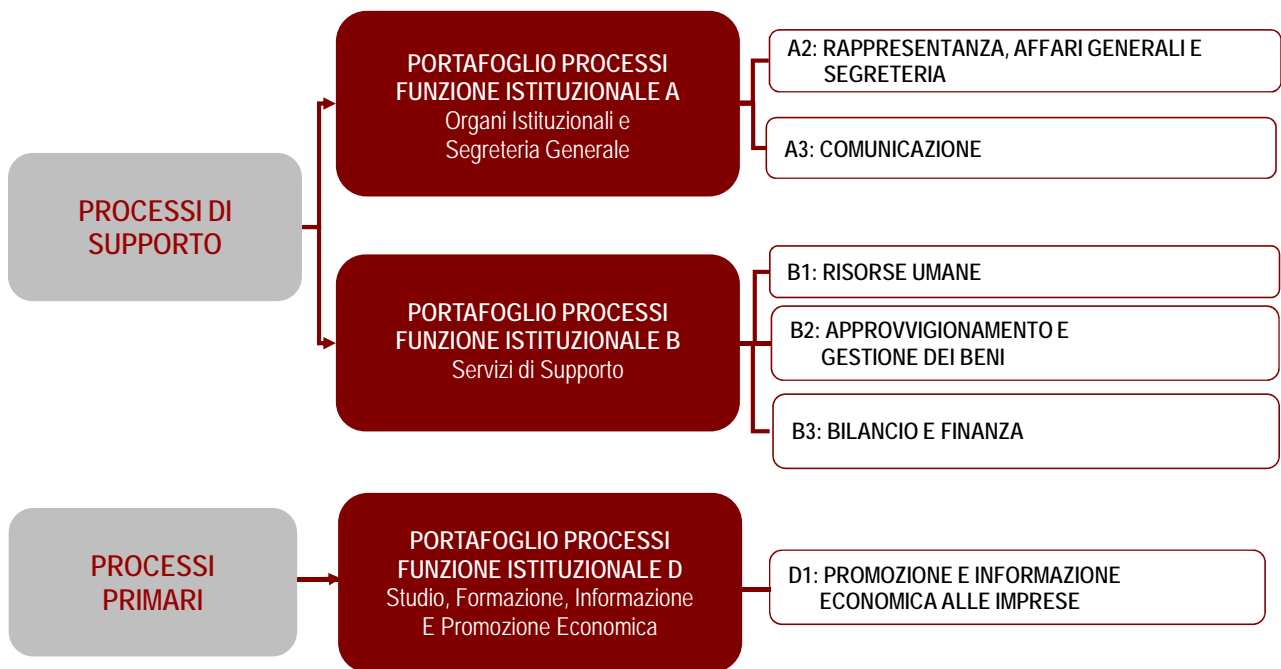 PROCESSI DI
SUPPORTO
PORTAFOGLIO PROCESSI
FUNZIONE ISTITUZIONALE A
Organi Istituzionali e
Segreteria Generale
A2: RAPPRESENTANZA, AFFARI GENERALI E
SEGRETERIA
A3: COMUNICAZIONE
PORTAFOGLIO PROCESSI
FUNZIONE ISTITUZIONALE B
Servizi di Supporto
B1: RISORSE UMANE
B2: APPROVVIGIONAMENTO E
GESTIONE DEI BENI
B3: BILANCIO E FINANZA
PROCESSI
PRIMARI
PORTAFOGLIO PROCESSI
FUNZIONE ISTITUZIONALE D
Studio, Formazione, Informazione
E Promozione Economica
D1: PROMOZIONE E INFORMAZIONE
ECONOMICA ALLE IMPRESE